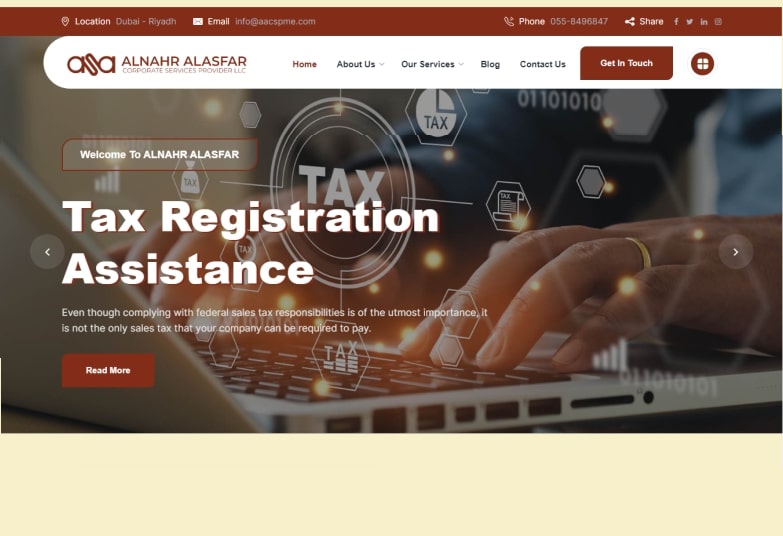 Location Dubai - Riyadh
Email info@aacspme.com
Phone 055-8496847
Share
ALNAHR ALASFAR
CORPORATE SERVICES PROVIDER LLC
Home
About Us
Our Services
Blog
Contact Us
Get In Touch
01101010
TAX
Welcome To ALNAHR ALASFAR
TAX
TAX
Tax Registration
Assistance
TAX
Even though complying with federal sales tax responsibilities is of the utmost importance, it
is not the only sales tax that your company can be required to pay.
TAX
Read More
011010101